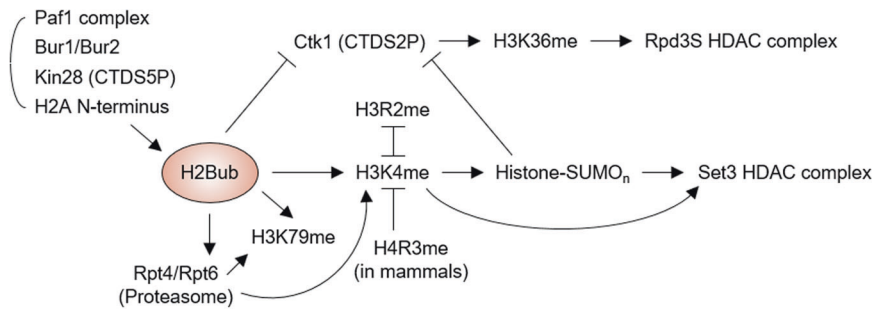 Paf1 complex
Bur1/Bur2
Kin28 (CTDS5P)
H2A N-terminus
Ctk1 (CTDS2P)
H3K36me
Rpd3S HDAC complex
H3R2me
H2Bub
H3K4me
Histone-SUMOn
Set3 HDAC complex
H3K79me
H4R3me
(in mammals)
Rpt4/Rpt6
(Proteasome)